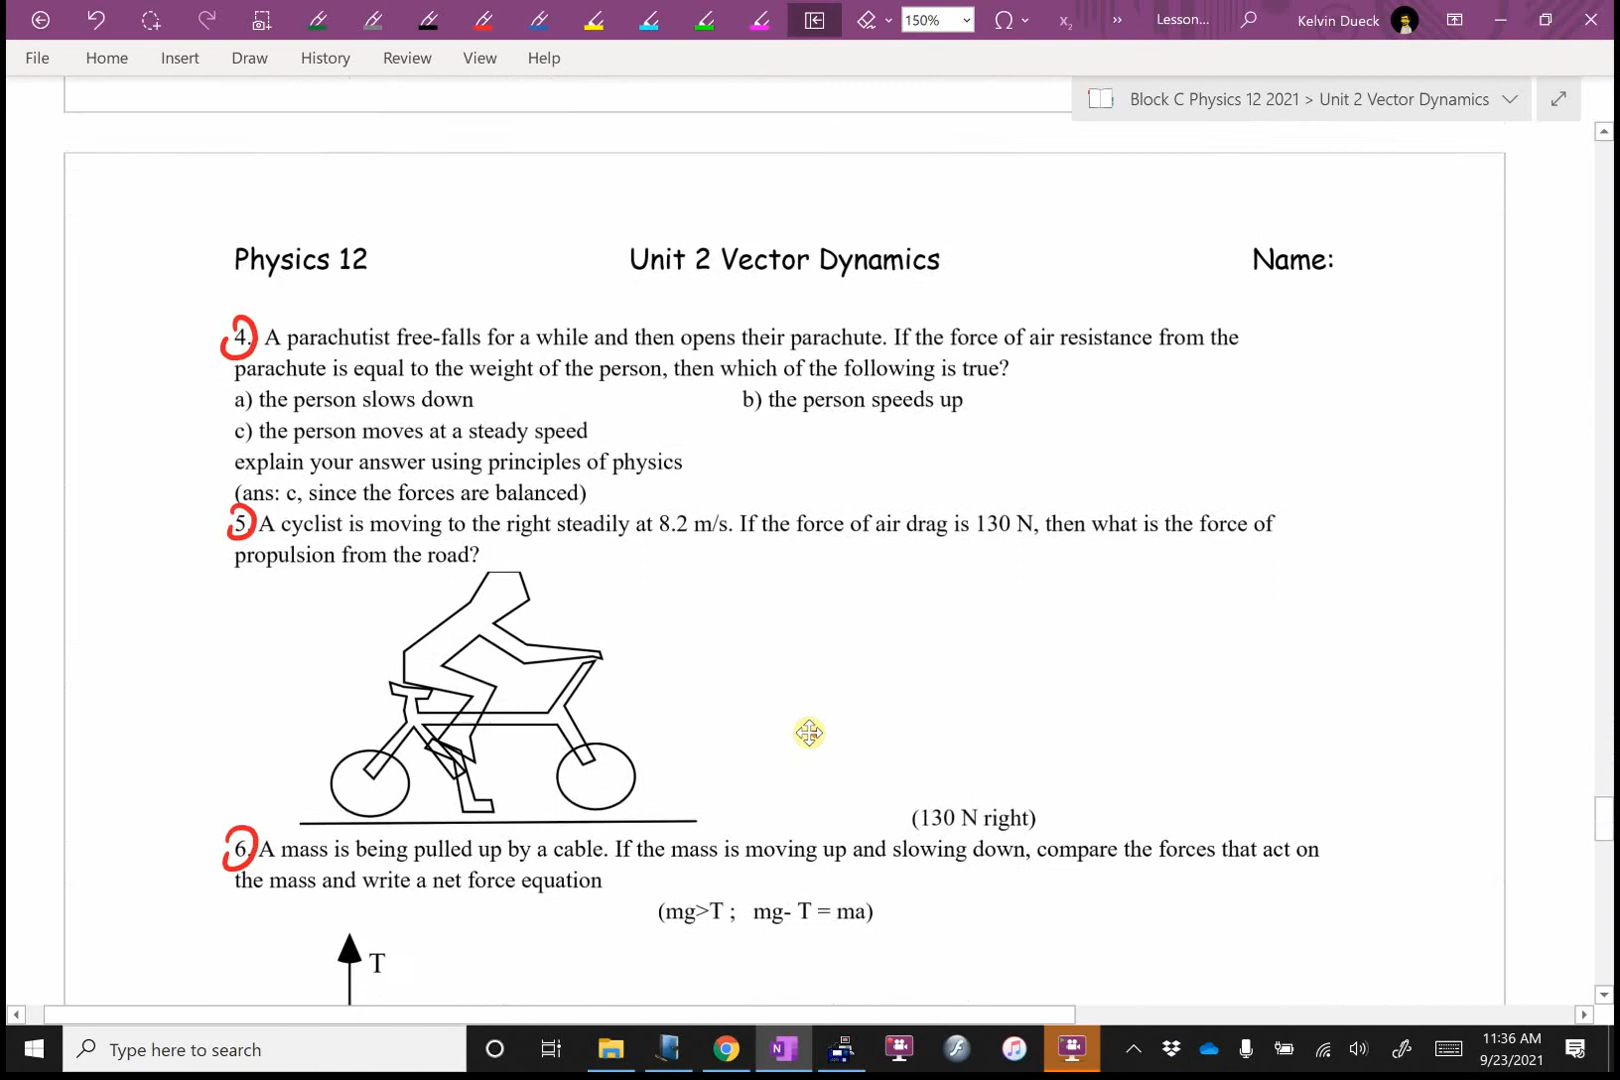 150%
Lesson...
Kelvin Dueck
File Home Insert Draw History Review View Help
Block C Physics 12 2021 > Unit 2 Vector Dynamics
Physics 12 Unit 2 Vector Dynamics Name:
4. A parachutist free-falls for a while and then opens their parachute. If the force of air resistance from the
parachute is equal to the weight of the person, then which of the following is true?
a) the person slows down b) the person speeds up
c) the person moves at a steady speed
explain your answer using principles of physics
(ans: c, since the forces are balanced)
5. A cyclist is moving to the right steadily at 8.2 m/s. If the force of air drag is 130 N, then what is the force of
propulsion from the road?
(130 N right)
6. A mass is being pulled up by a cable. If the mass is moving up and slowing down, compare the forces that act on
the mass and write a net force equation
(mg>T ; mg- T = ma)
T
Type here to search
11:36 AM
9/23/2021